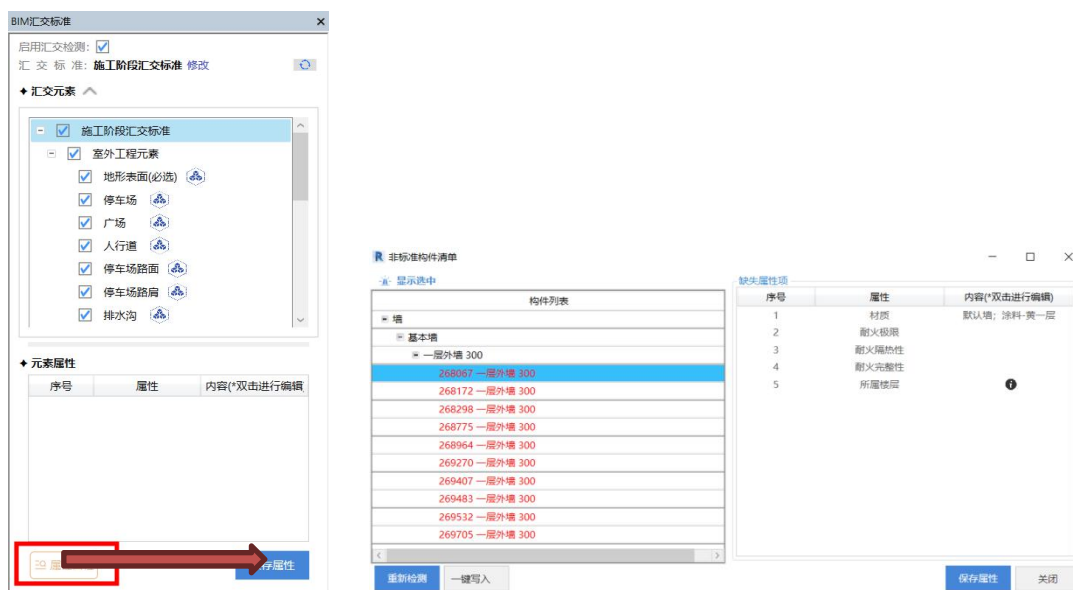 BIM汇交标准
启用汇交检测:
汇 交 标 准: 施工阶段汇交标准 修改
汇交元素
施工阶段汇交标准
室外工程元素
地形表面(必选)
停车场
广场
人行道
停车场路面
停车场路肩
排水沟
元素属性
序号 属性 内容(*双击进行编辑
存属性
R 非标准构件清单
显示选中
构件列表
墙
基本墙
一层外墙 300
268067 一层外墙 300
268172 一层外墙 300
268298 一层外墙 300
268775 一层外墙 300
268964 一层外墙 300
269270 一层外墙 300
269407 一层外墙 300
269483 一层外墙 300
269532 一层外墙 300
269705 一层外墙 300
重新检测 一键写入
缺失属性项
序号 属性 内容(*双击进行编辑)
1 材质 默认墙; 涂料-黄一层
2 耐火极限
3 耐火隔热性
4 耐火完整性
5 所属楼层
保存属性 关闭